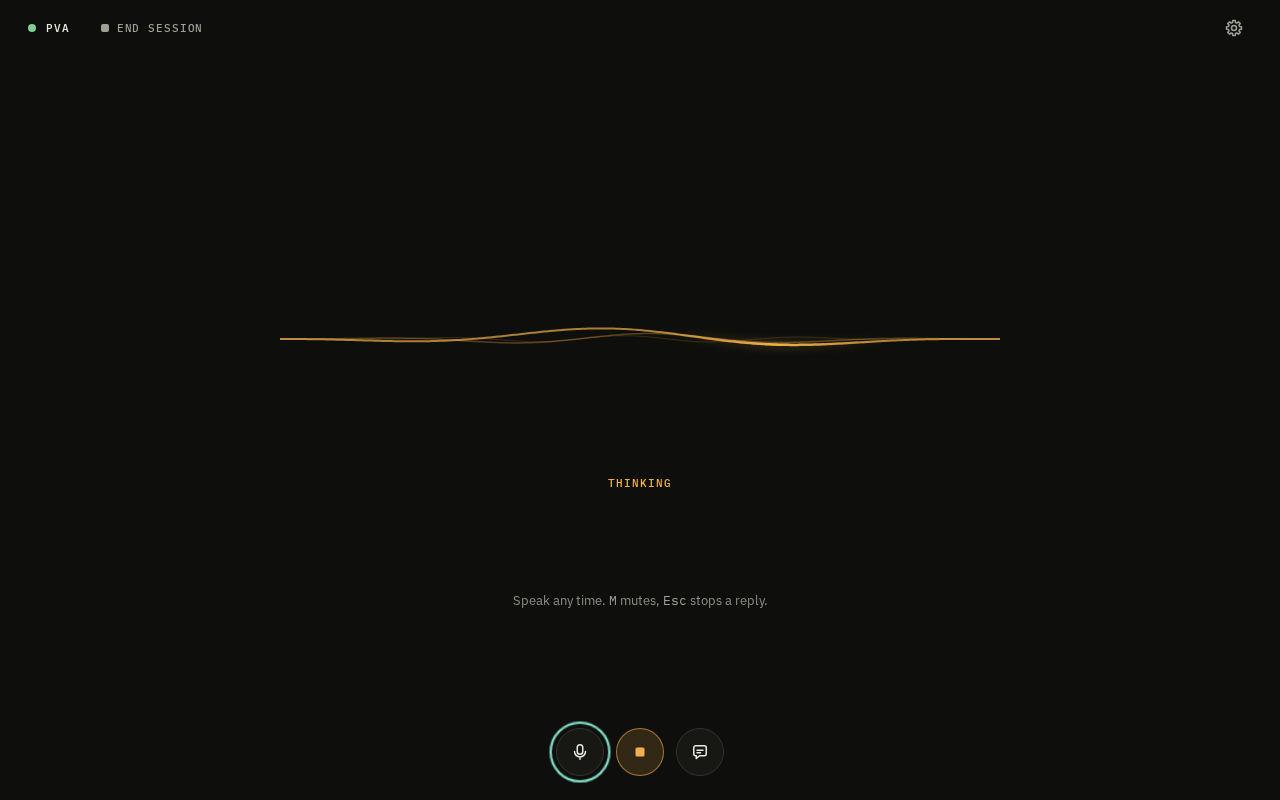 PVA
END SESSION
THINKING
Speak any time. M mutes, Esc stops a reply.